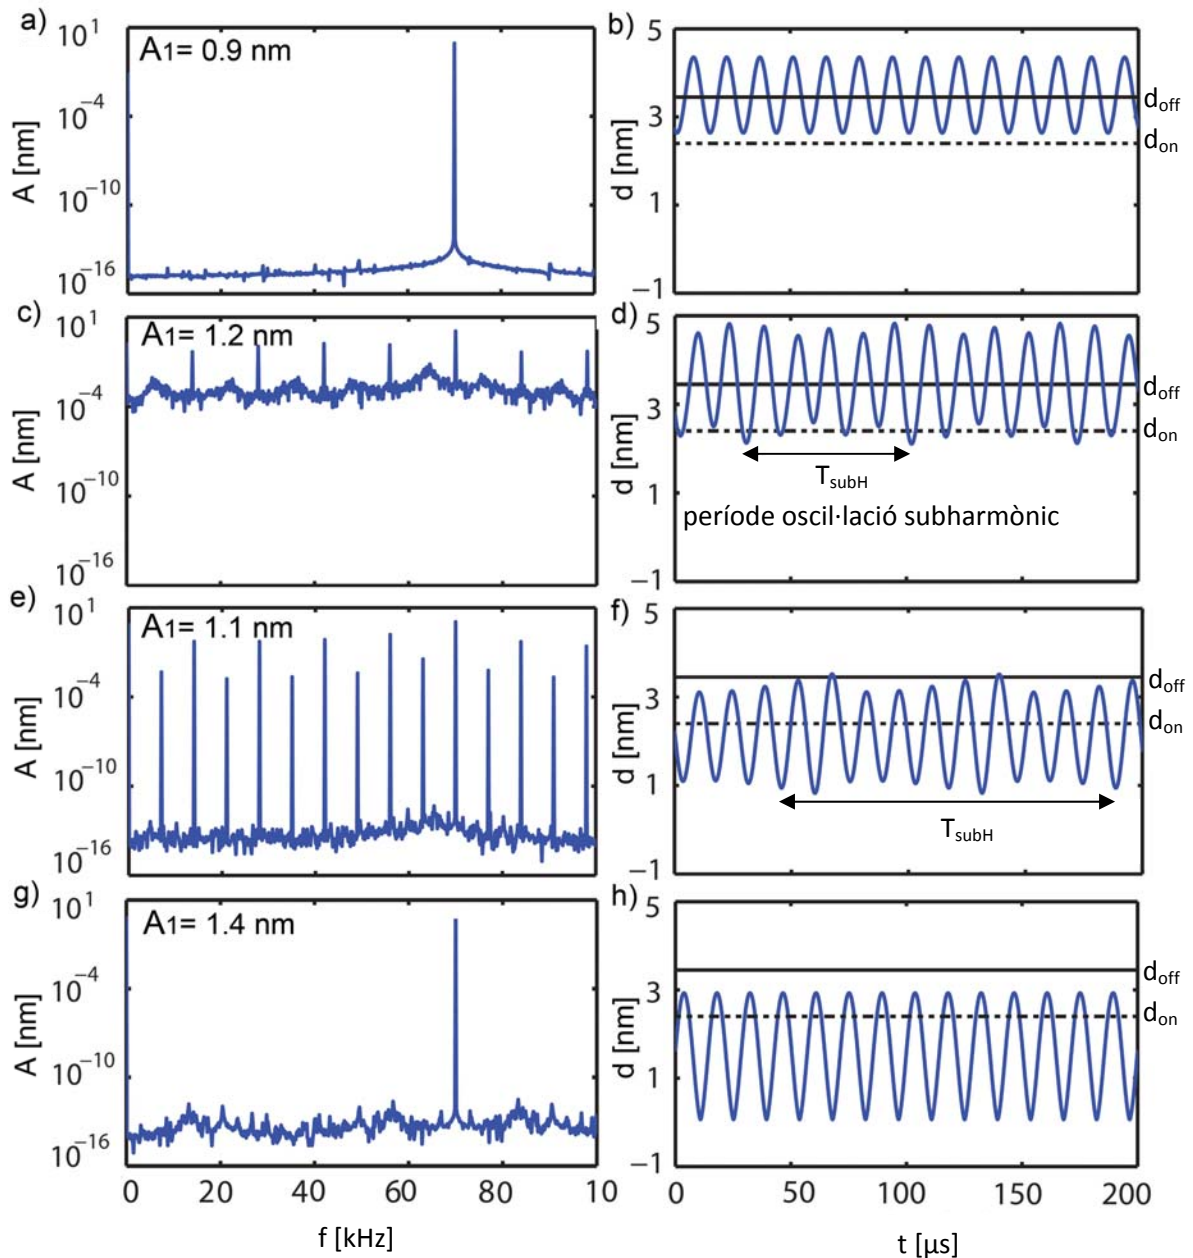 a)
10^1
10^-4
10^-10
10^-16
A [nm]
A1= 0.9 nm
b)
5
3
1
−1
d [nm]
d_off
d_on
c)
10^1
10^-4
10^-10
10^-16
A [nm]
A1= 1.2 nm
d)
5
3
1
−1
d [nm]
d_off
d_on
T_subH
període oscil·lació subharmònic
e)
10^1
10^-4
10^-10
10^-16
A [nm]
A1= 1.1 nm
f)
5
3
1
−1
d [nm]
d_off
d_on
T_subH
g)
10^1
10^-4
10^-10
10^-16
A [nm]
A1= 1.4 nm
0 20 40 60 80 10
f [kHz]
h)
5
3
1
−1
d [nm]
d_off
d_on
0 50 100 150 200
t [µs]